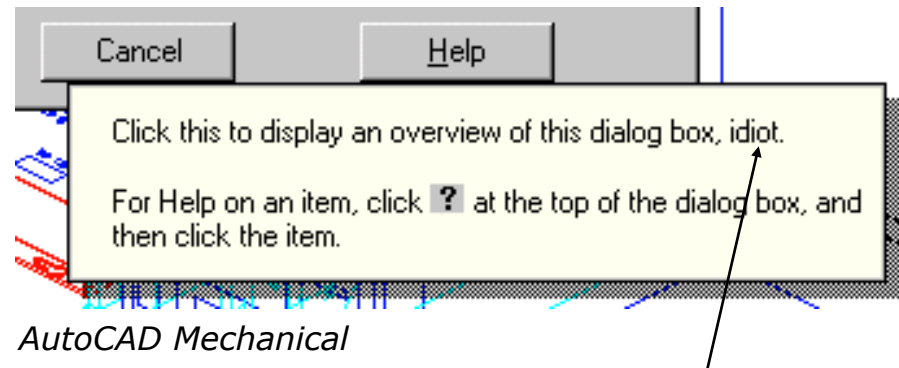 Cancel Help
Click this to display an overview of this dialog box, idiot.
For Help on an item, click ? at the top of the dialog box, and
then click the item.
AutoCAD Mechanical